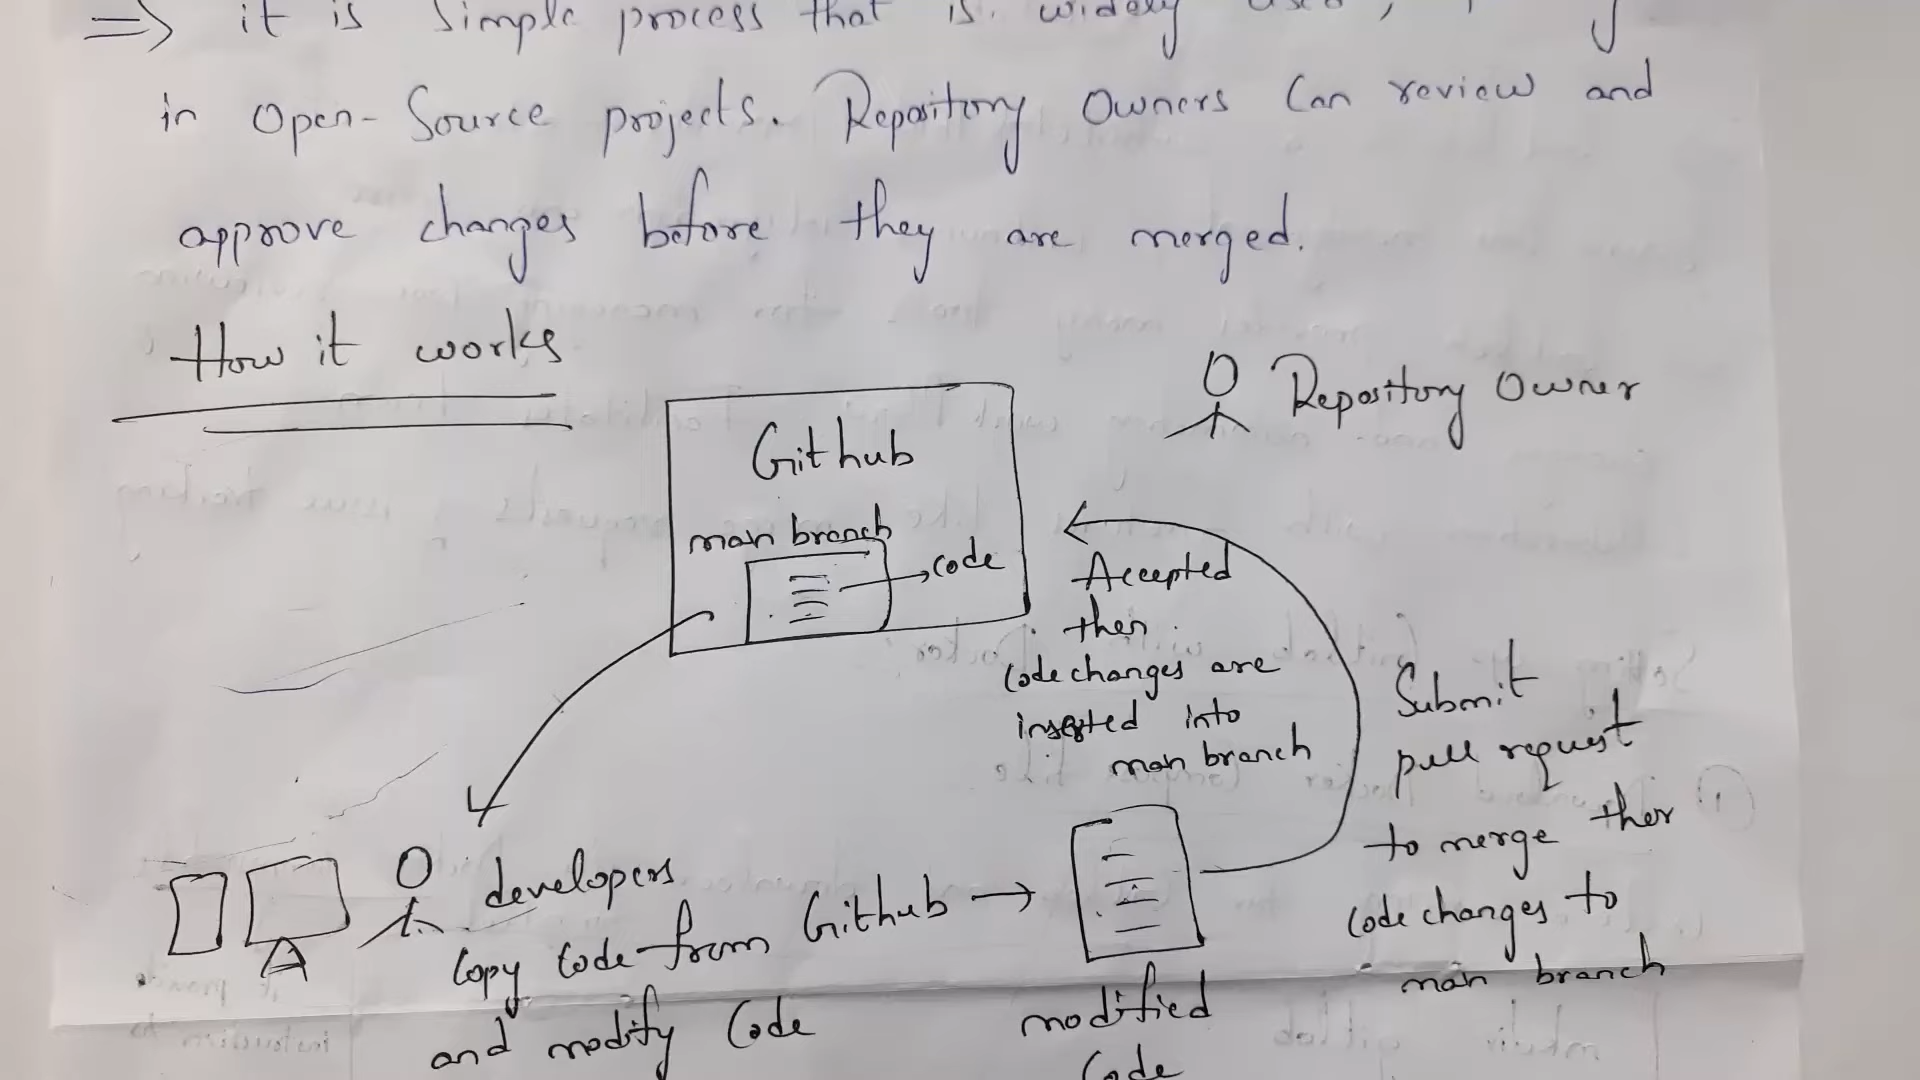 => it is simple process that is widely
in Open-Source projects. Repository Owners Can review and
approve changes before they are merged.
How it works
Repository Owner
Github
main branch
code
Accepted
then
code changes are
inserted into
main branch
Submit
pull request
to merge ther
code changes to
main branch
developers
Copy Code from Github →
and modify Code
modified
Code